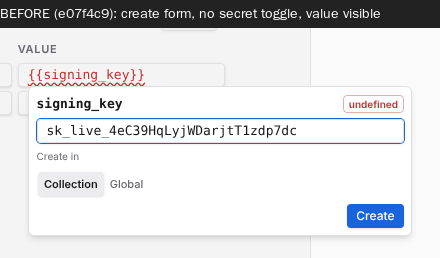 BEFORE (e07f4c9): create form, no secret toggle, value visible
VALUE
{{signing_key}}
signing_key undefined
sk_live_4eC39HqLyjWDarjtT1zdp7dc
Create in
Collection Global
Create